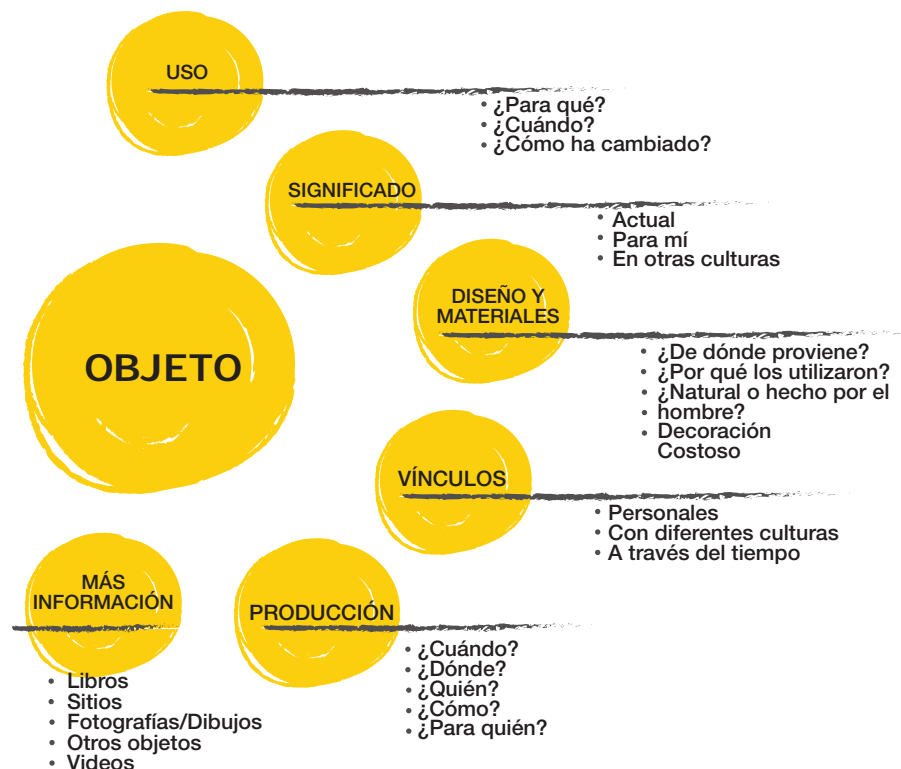 USO
• ¿Para qué?
• ¿Cuándo?
• ¿Cómo ha cambiado?
SIGNIFICADO
• Actual
• Para mí
• En otras culturas
DISEÑO Y
MATERIALES
• ¿De dónde proviene?
• ¿Por qué los utilizaron?
• ¿Natural o hecho por el
• hombre?
• Decoración
Costoso
OBJETO
VÍNCULOS
• Personales
• Con diferentes culturas
• A través del tiempo
MÁS
INFORMACIÓN
• Libros
• Sitios
• Fotografías/Dibujos
• Otros objetos
• Videos
PRODUCCIÓN
• ¿Cuándo?
• ¿Dónde?
• ¿Quién?
• ¿Cómo?
• ¿Para quién?